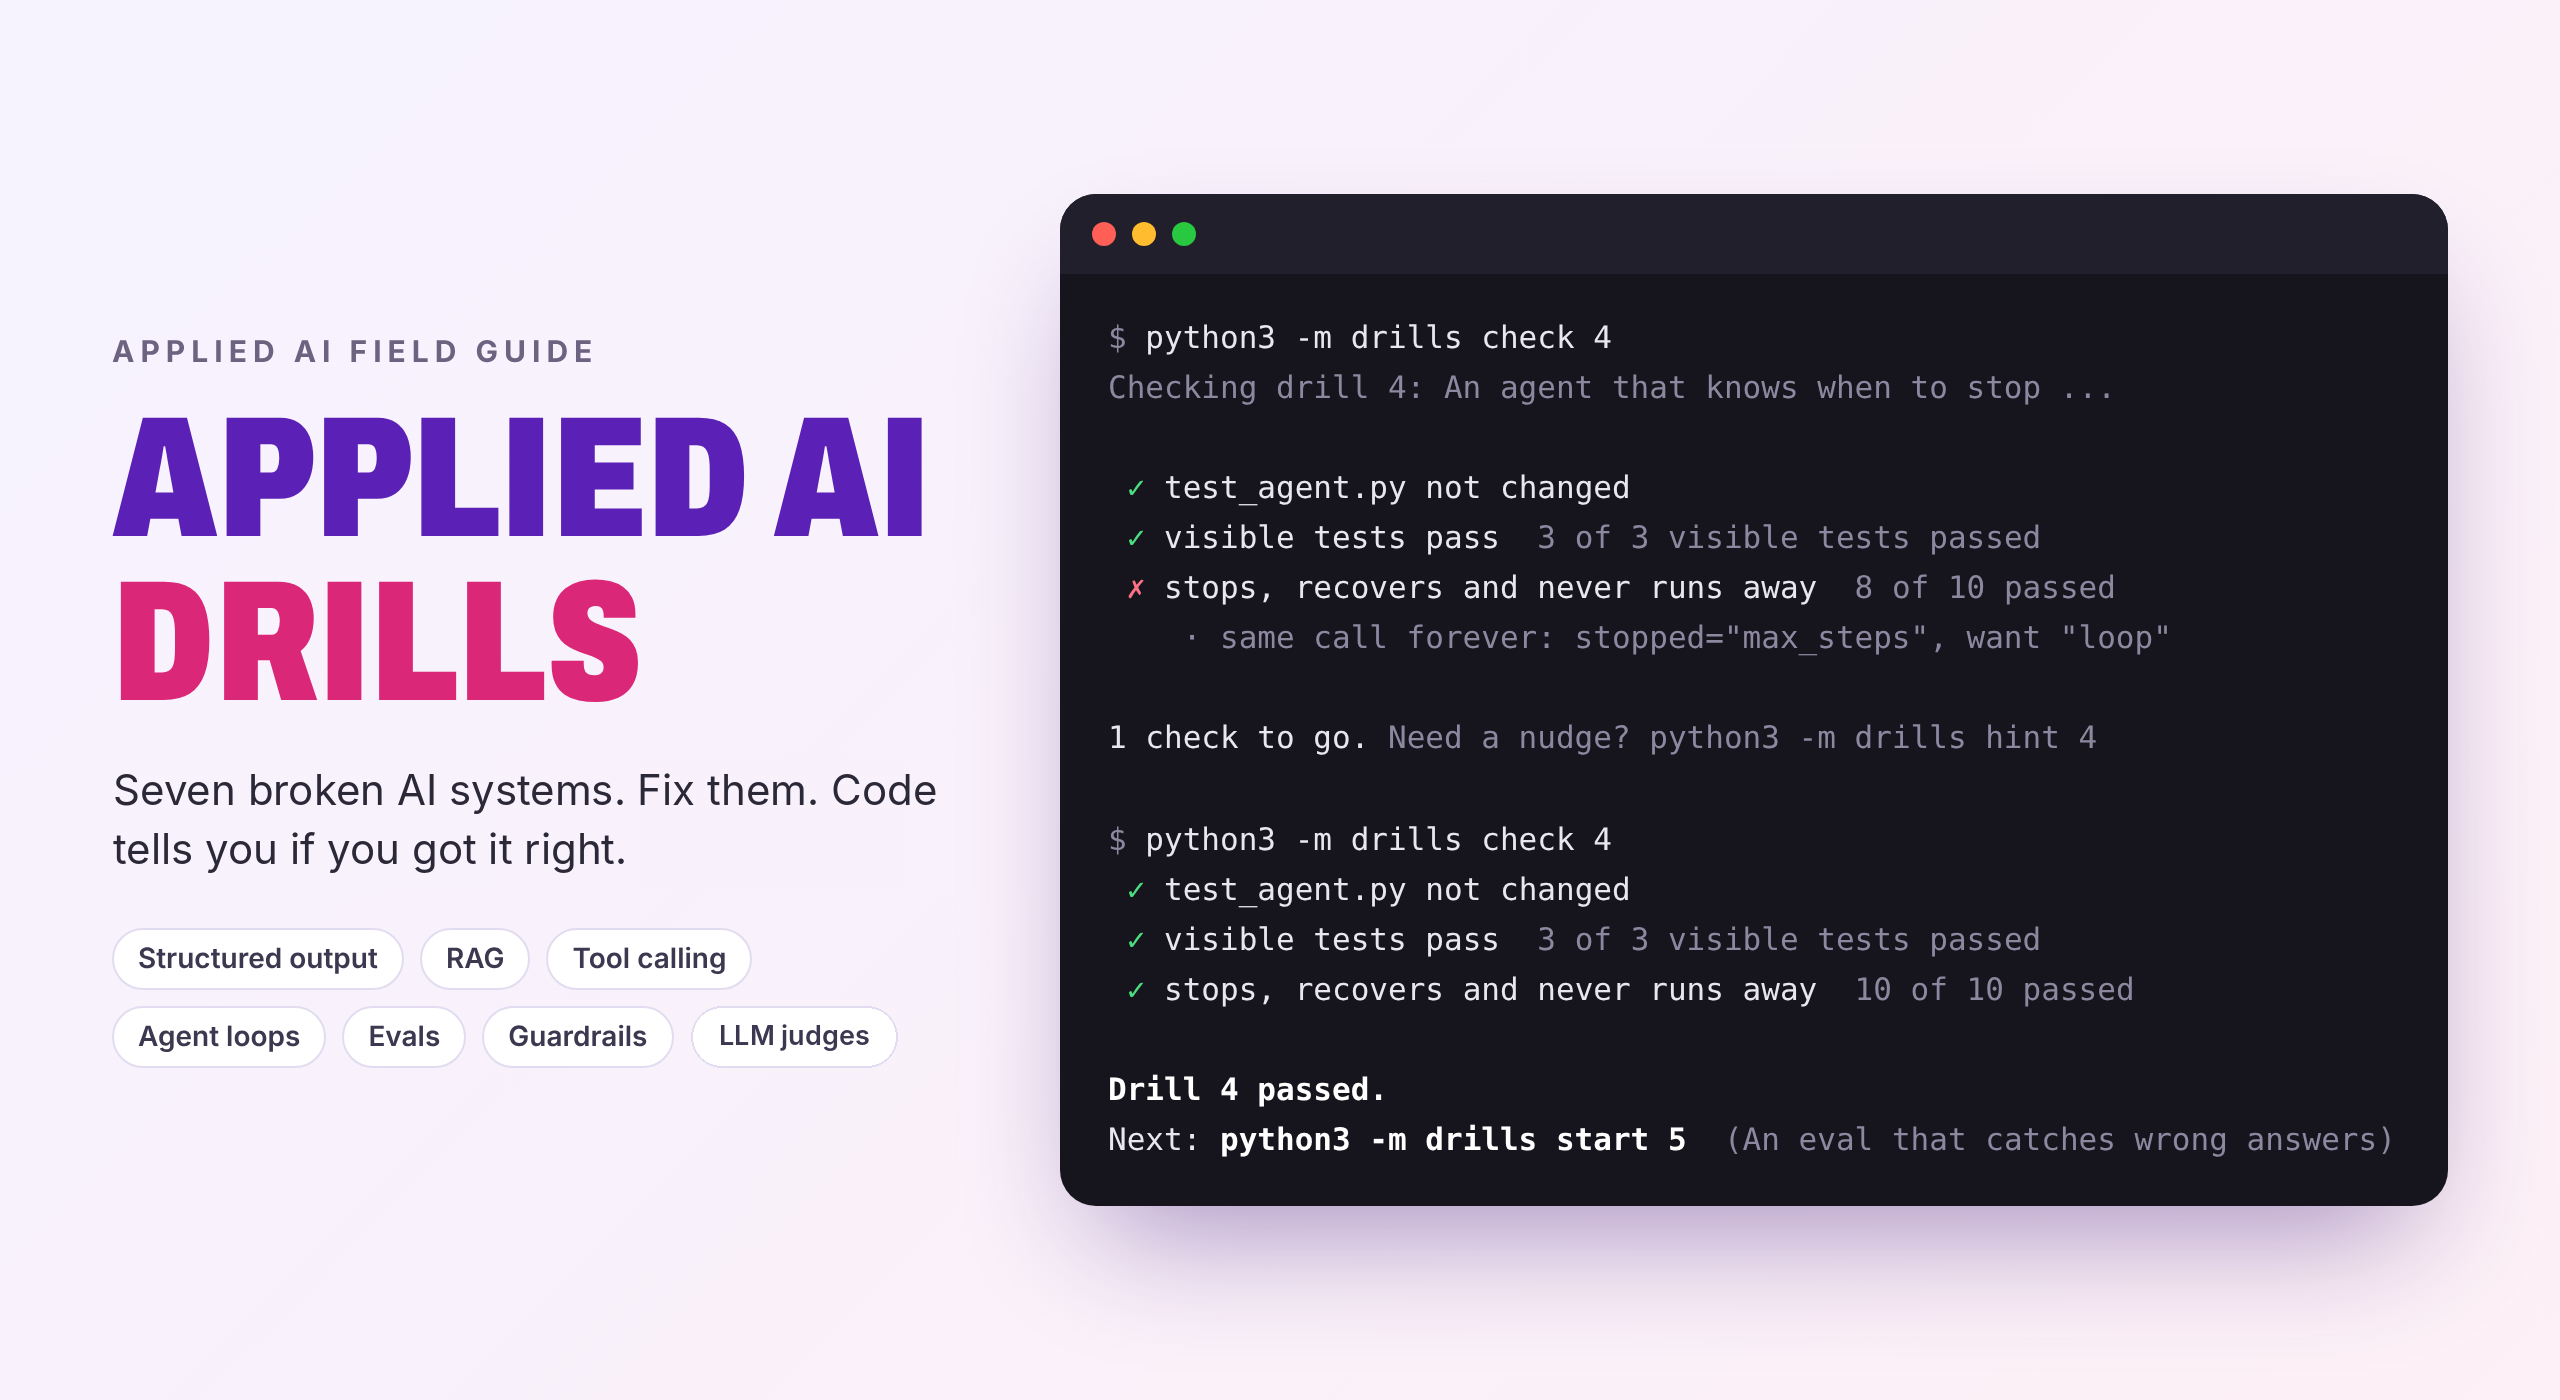 APPLIED AI FIELD GUIDE
APPLIED AI
DRILLS
Seven broken AI systems. Fix them. Code
tells you if you got it right.
Structured output RAG Tool calling
Agent loops Evals Guardrails LLM judges
$ python3 -m drills check 4
Checking drill 4: An agent that knows when to stop ...
✓ test_agent.py not changed
✓ visible tests pass  3 of 3 visible tests passed
✗ stops, recovers and never runs away  8 of 10 passed
· same call forever: stopped="max_steps", want "loop"
1 check to go. Need a nudge? python3 -m drills hint 4
$ python3 -m drills check 4
✓ test_agent.py not changed
✓ visible tests pass  3 of 3 visible tests passed
✓ stops, recovers and never runs away  10 of 10 passed
Drill 4 passed.
Next: python3 -m drills start 5  (An eval that catches wrong answers)